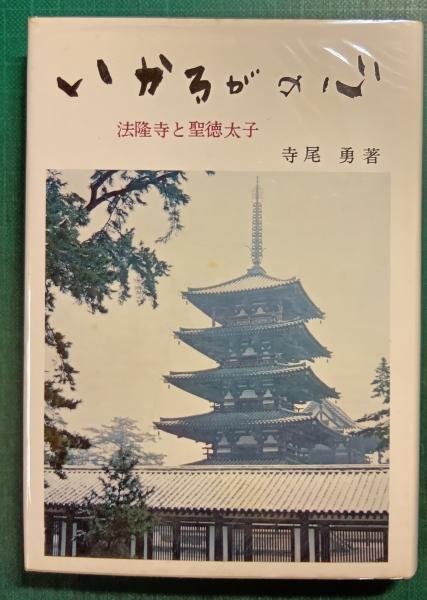 いかるがの心
法隆寺と聖徳太子
寺尾 勇著